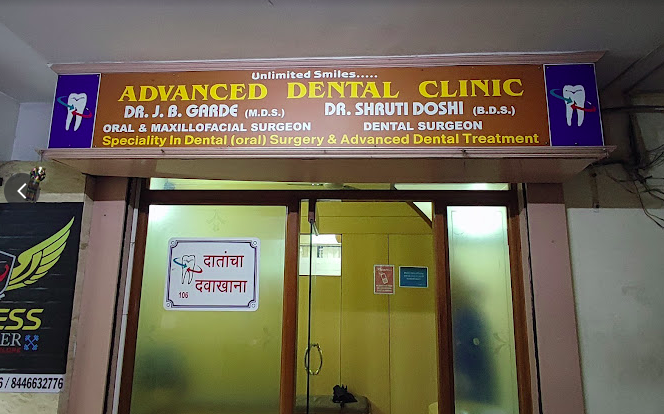 Unlimited Smiles.....
ADVANCED DENTAL CLINIC
DR. J. B. GARDE (M.D.S.) DR. SHRUTI DOSHI (B.D.S.)
ORAL & MAXILLOFACIAL SURGEON DENTAL SURGEON
Speciality In Dental (oral) Surgery & Advanced Dental Treatment
दातांचा
दवाखाना
106
ESS
ER
/ 8446632776